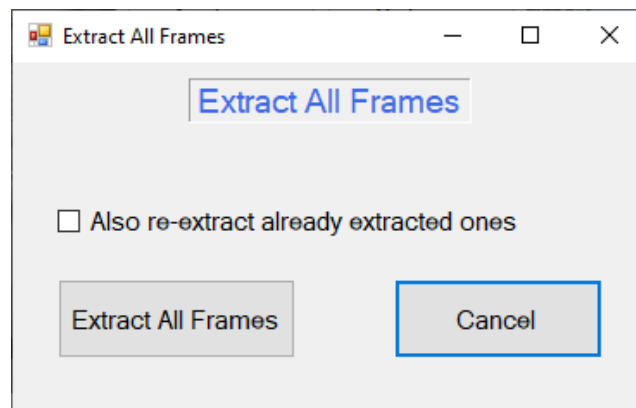 Extract All Frames
Extract All Frames
Also re-extract already extracted ones
Extract All Frames
Cancel